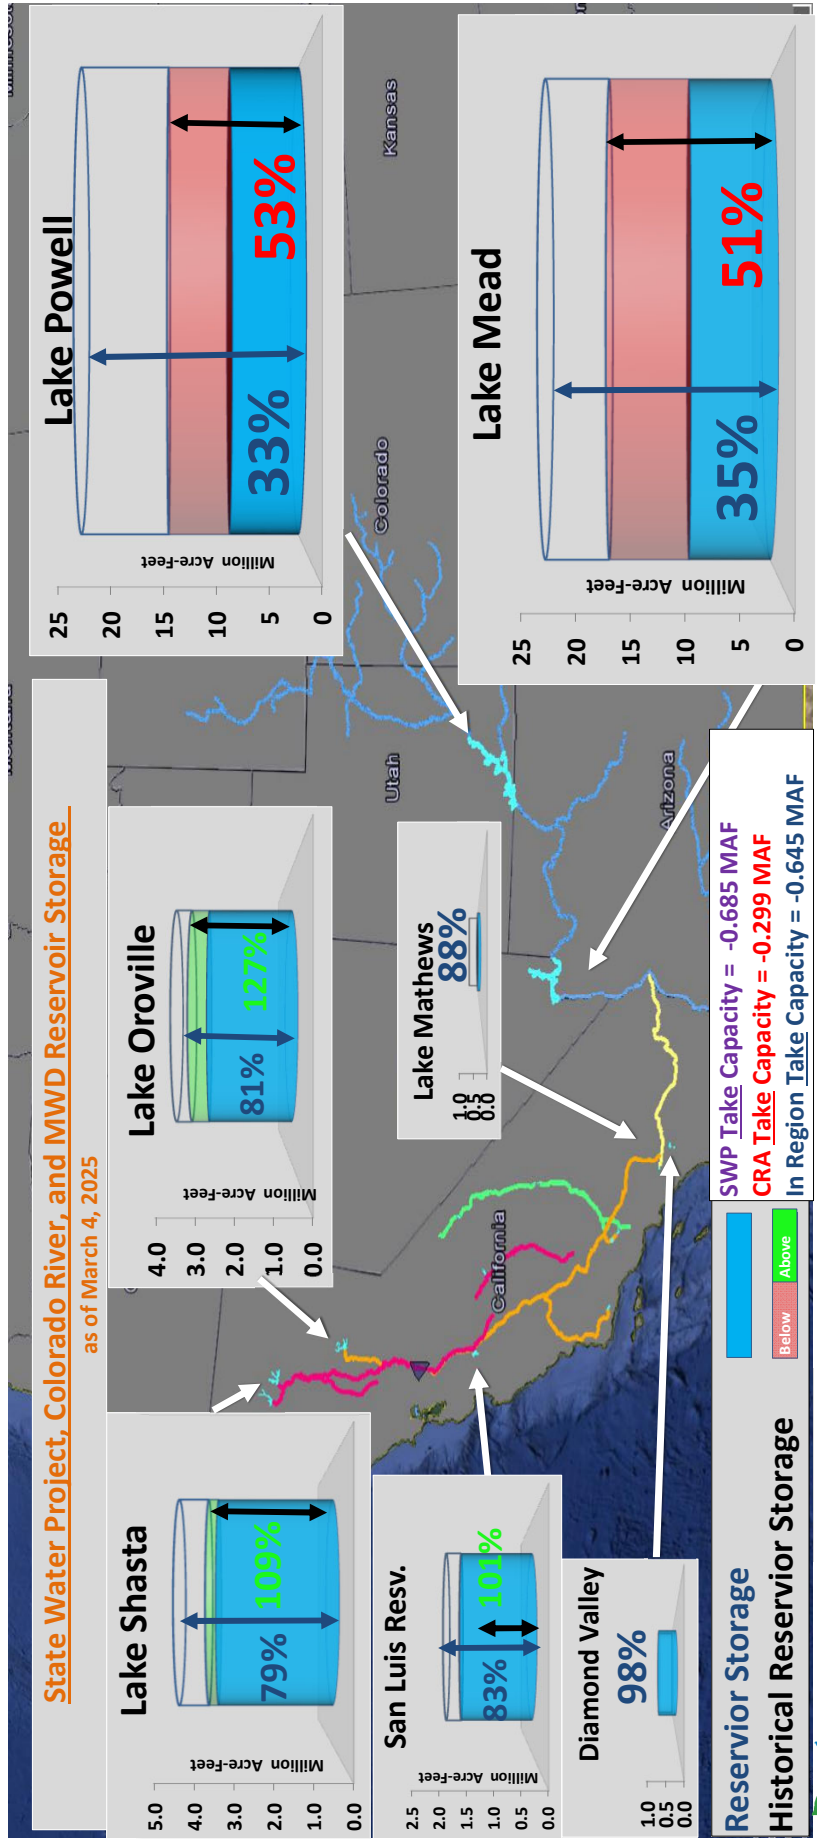 State Water Project, Colorado River, and MWD Reservoir Storage
as of March 4, 2025
Lake Shasta
Million Acre-Feet
5.0
4.0
3.0
2.0
1.0
0.0
79%
109%
Lake Oroville
Million Acre-Feet
4.0
3.0
2.0
1.0
0.0
81%
127%
Lake Powell
Million Acre-Feet
25
20
15
10
5
0
33%
53%
San Luis Resv.
Million Acre-Feet
2.5
2.0
1.5
1.0
0.5
0.0
83%
101%
Lake Mathews
1.0
0.5
0.0
88%
Lake Mead
Million Acre-Feet
25
20
15
10
5
0
35%
51%
Diamond Valley
1.0
0.5
0.0
98%
Utah
Colorado
Kansas
California
Arizona
Reservior Storage
Historical Reservior Storage
Below
Above
SWP Take Capacity = -0.685 MAF
CRA Take Capacity = -0.299 MAF
In Region Take Capacity = -0.645 MAF